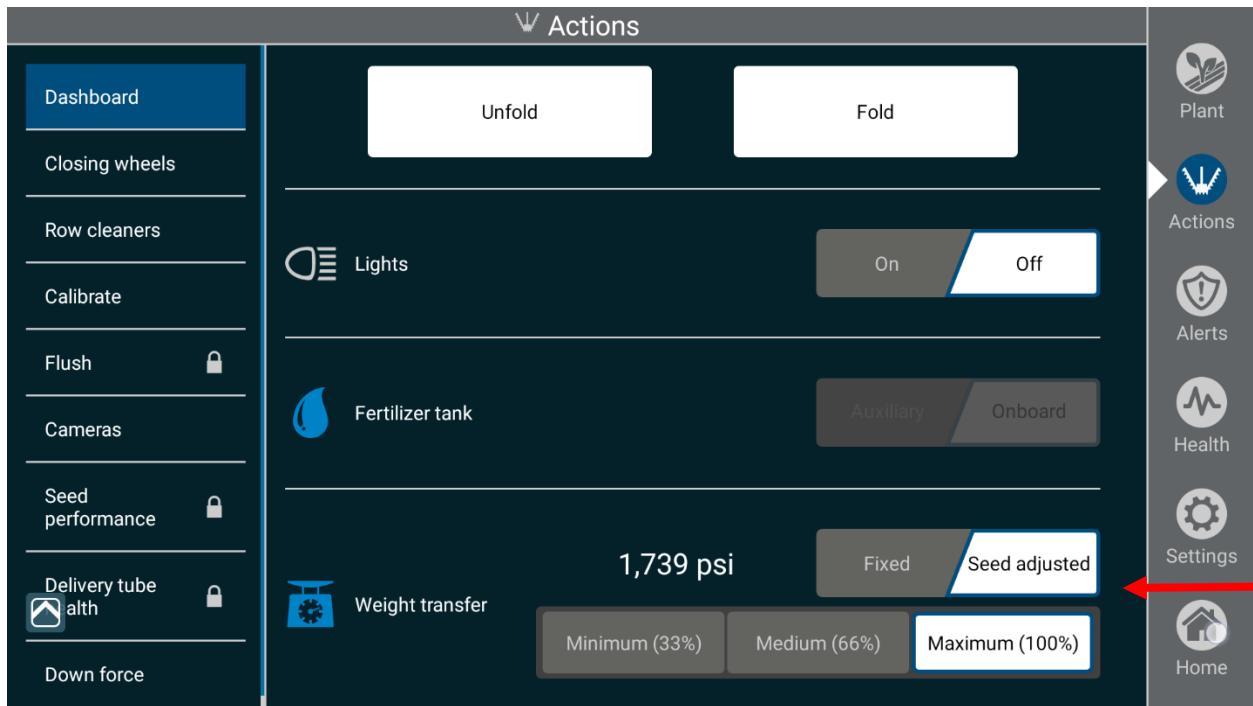 Actions
Dashboard
Closing wheels
Row cleaners
Calibrate
Flush
Cameras
Seed
performance
Delivery tube
alth
Down force
Unfold
Fold
Lights
On
Off
Fertilizer tank
Auxiliary
Onboard
Weight transfer
1,739 psi
Fixed
Seed adjusted
Minimum (33%)
Medium (66%)
Maximum (100%)
Plant
Actions
Alerts
Health
Settings
Home